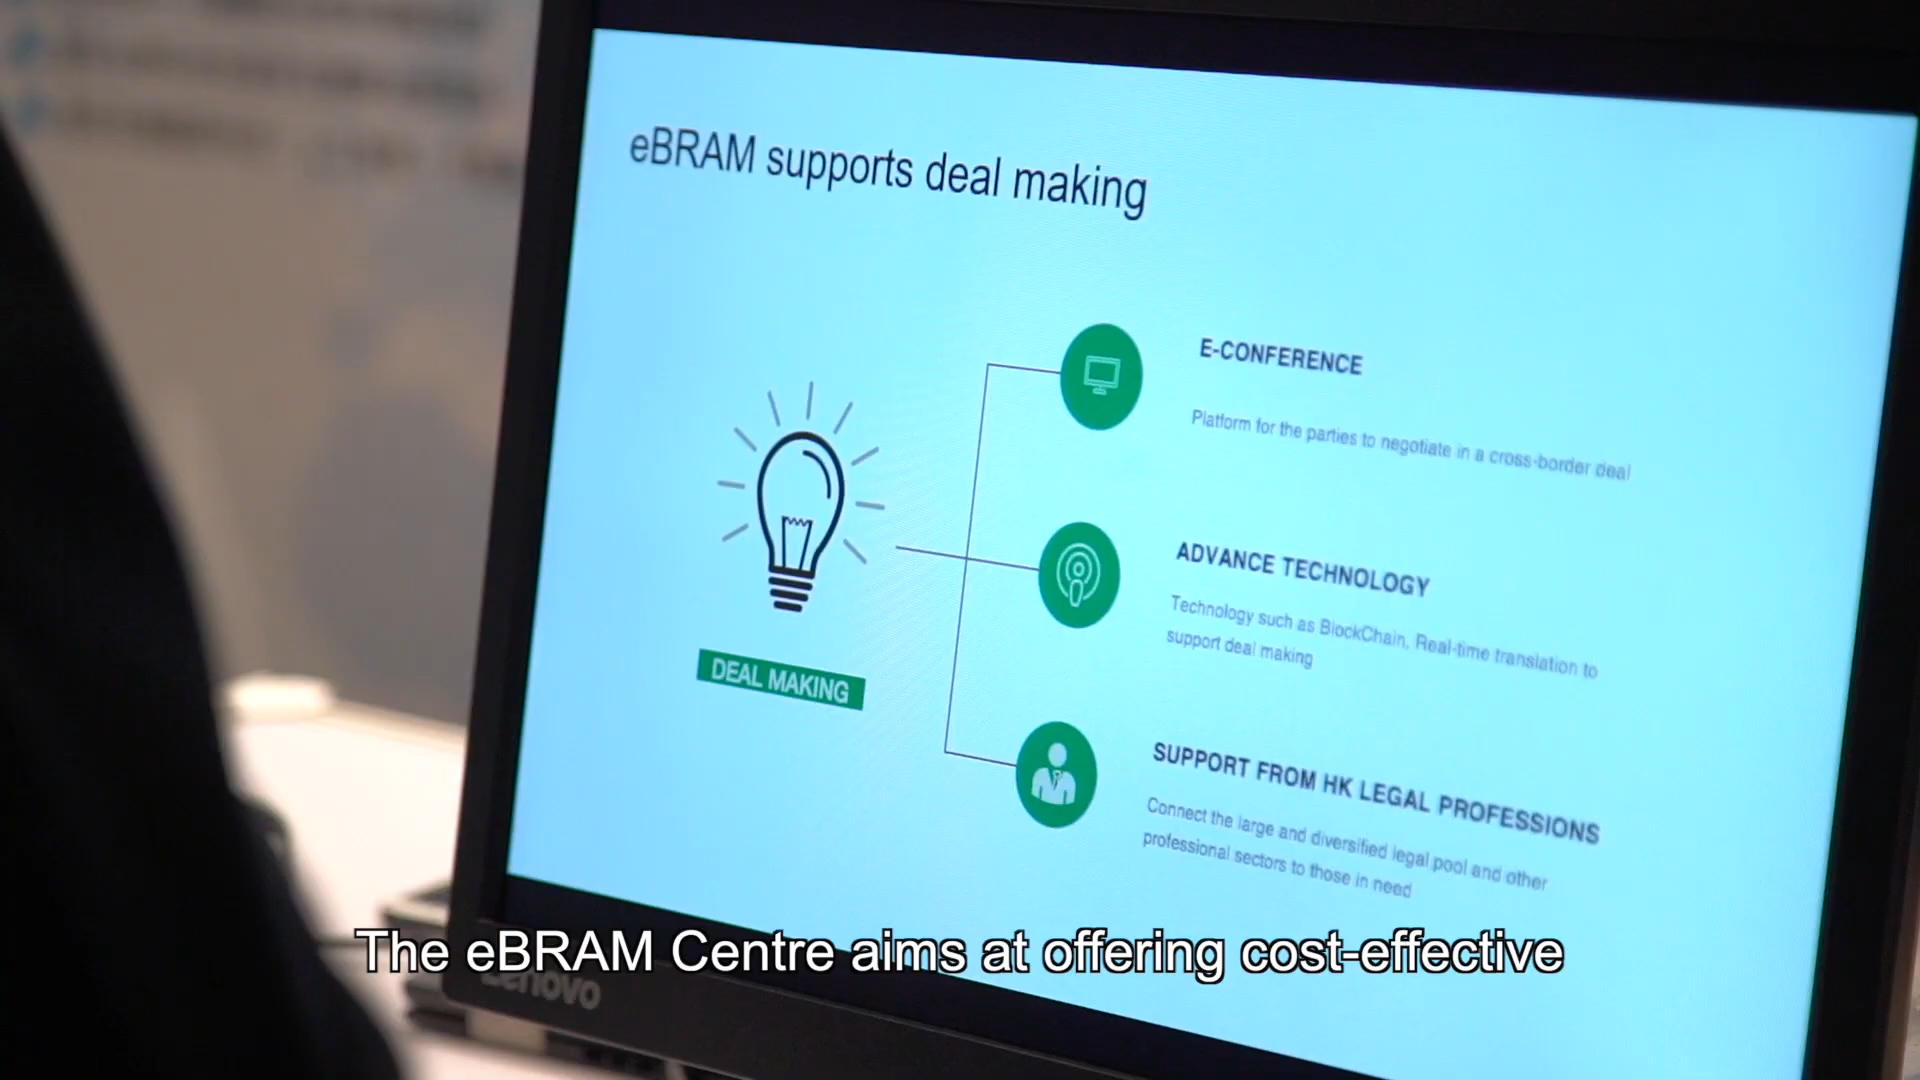 eBRAM supports deal making
E-CONFERENCE
Platform for the parties to negotiate in a cross-border deal
ADVANCE TECHNOLOGY
Technology such as BlockChain, Real-time translation to
support deal making
DEAL MAKING
SUPPORT FROM HK LEGAL PROFESSIONS
Connect the large and diversified legal pool and other
professional sectors to those in need
The eBRAM Centre aims at offering cost-effective
Lenovo